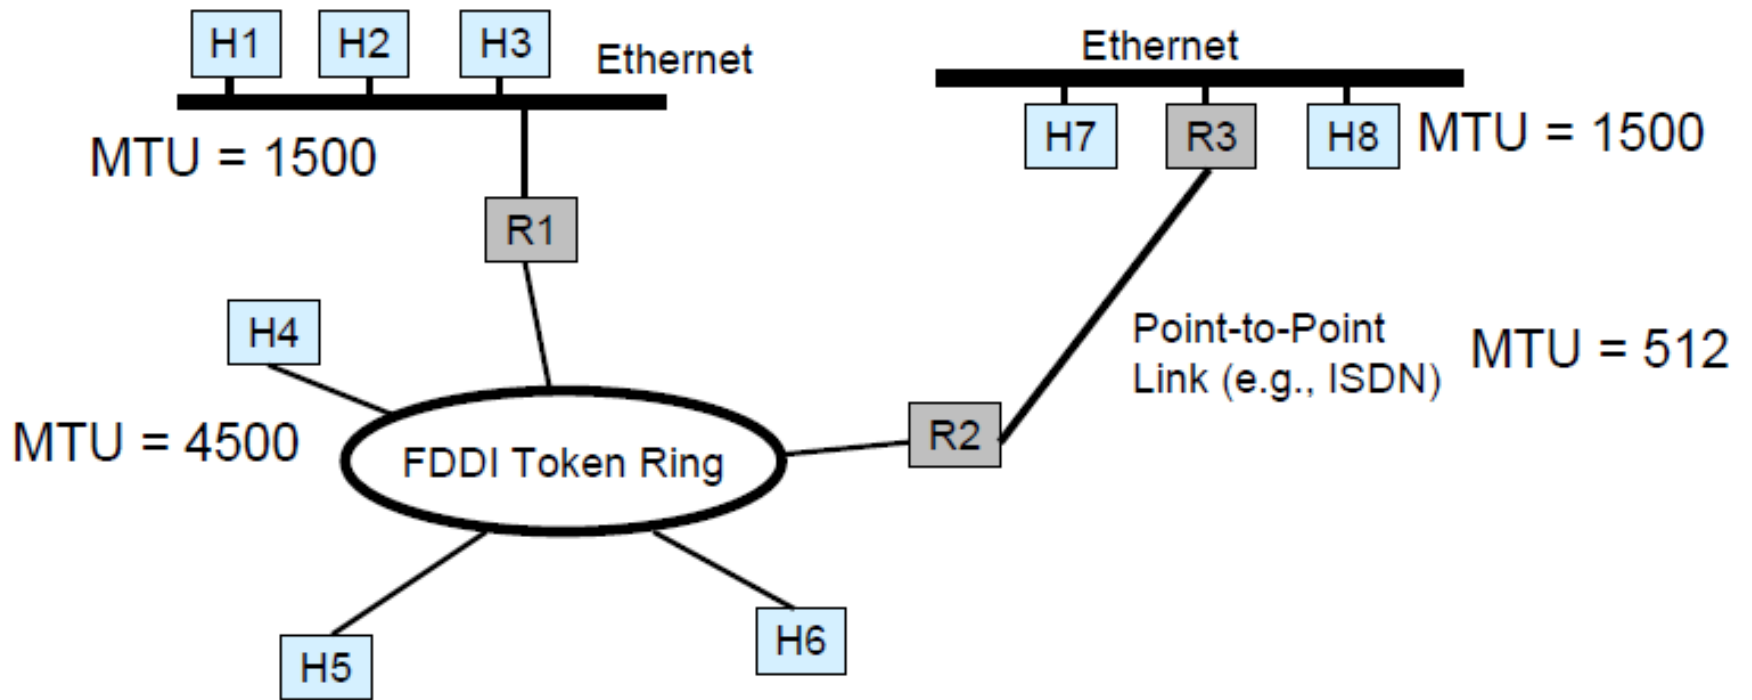 H1
H2
H3
Ethernet
Ethernet
MTU = 1500
H7
R3
H8
MTU = 1500
R1
H4
Point-to-Point
Link (e.g., ISDN)
MTU = 512
MTU = 4500
FDDI Token Ring
R2
H5
H6